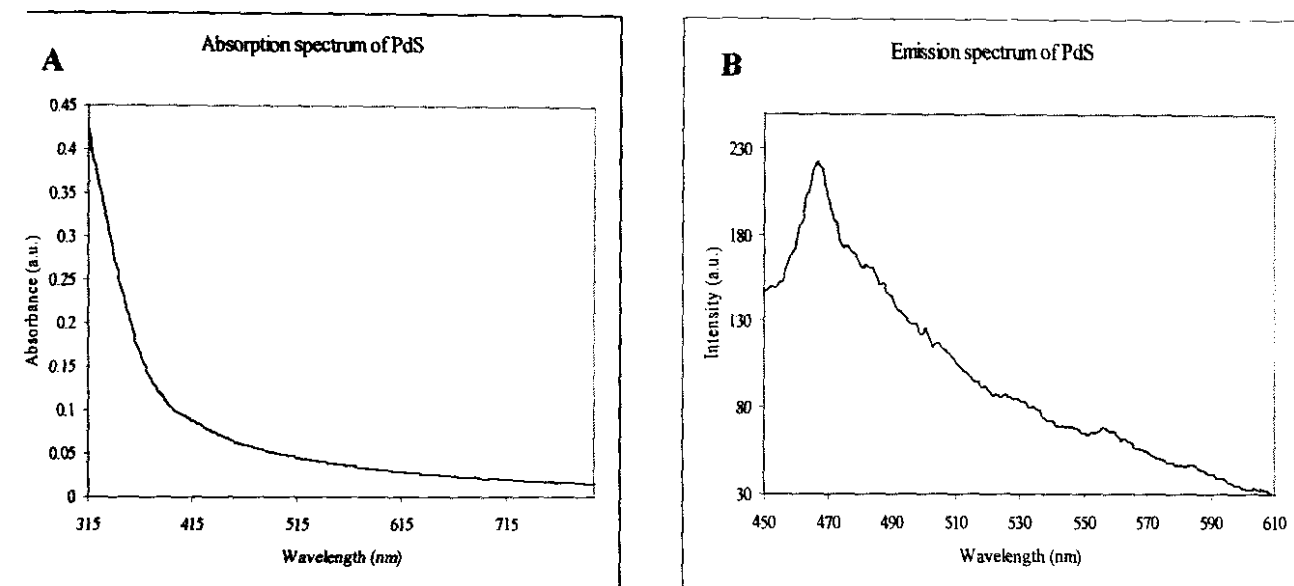 A
Absorption spectrum of PdS
0.45
0.4
0.35
0.3
0.25
0.2
0.15
0.1
0.05
0
Absorbance (a.u.)
315 415 515 615 715
Wavelength (nm)
B
Emission spectrum of PdS
230
180
130
80
30
Intensity (a.u.)
450 470 490 510 530 550 570 590 610
Wavelength (nm)